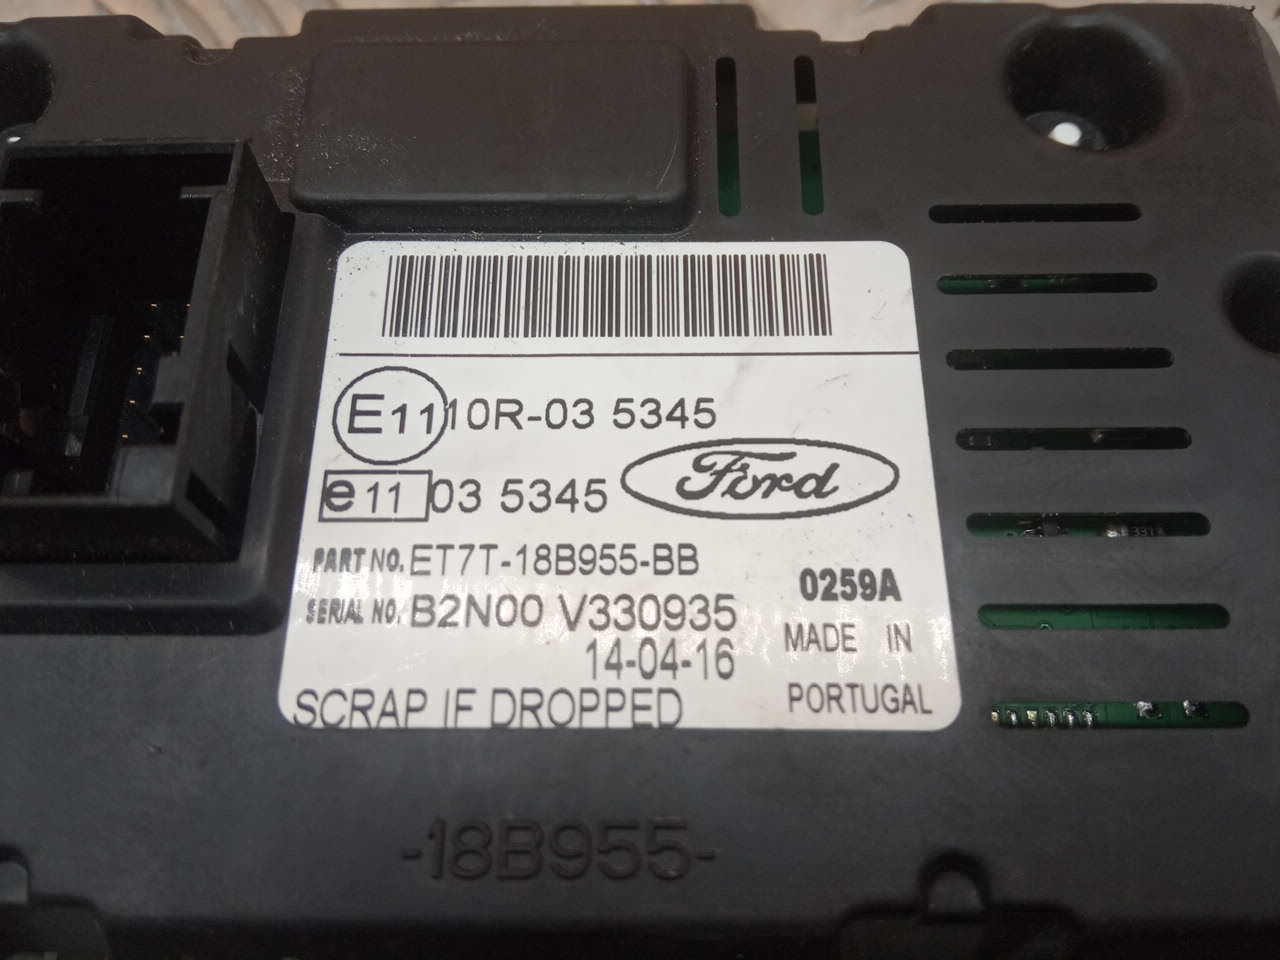 E11 10R-03 5345
e11 03 5345
Ford
PART NO. ET7T-18B955-BB
SERIAL NO. B2N00 V330935
0259A
14-04-16
MADE IN
PORTUGAL
SCRAP IF DROPPED
-18B955-
391